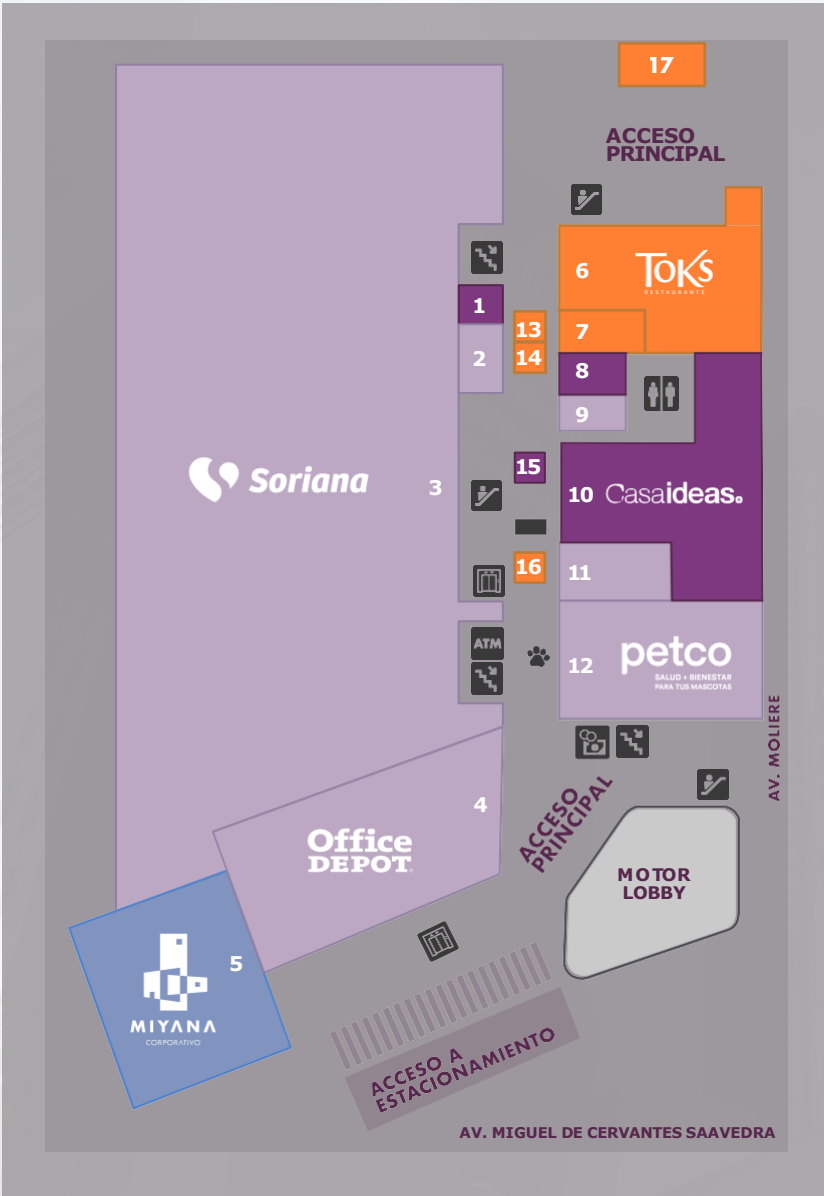 17
ACCESO
PRINCIPAL
6
TOKS
RESTAURANTE
1
13
7
2
14
8
9
Soriana
3
15
10
Casaideas.
16
11
ATM
12
petco
SALUD + BIENESTAR
PARA TUS MASCOTAS
AV. MOLIERE
4
Office
DEPOT
ACCESO
PRINCIPAL
MOTOR
LOBBY
5
MIYANA
CORPORATIVO
ACCESO A
ESTACIONAMIENTO
AV. MIGUEL DE CERVANTES SAAVEDRA